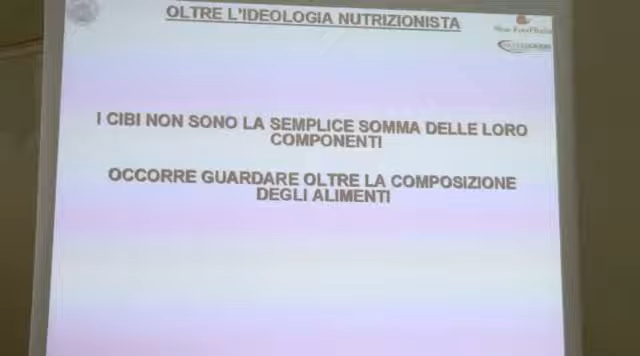 OLTRE L'IDEOLOGIA NUTRIZIONISTA
I CIBI NON SONO LA SEMPLICE SOMMA DELLE LORO
COMPONENTI
OCCORRE GUARDARE OLTRE LA COMPOSIZIONE
DEGLI ALIMENTI